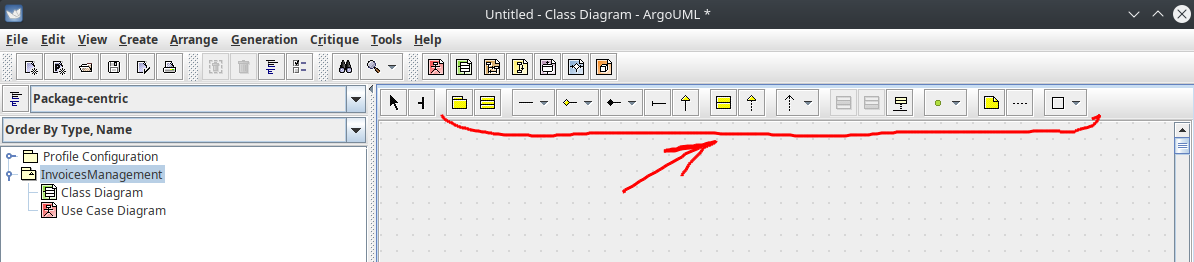 Untitled - Class Diagram - ArgoUML *
File Edit View Create Arrange Generation Critique Tools Help
Package-centric
Order By Type, Name
Profile Configuration
InvoicesManagement
Class Diagram
Use Case Diagram